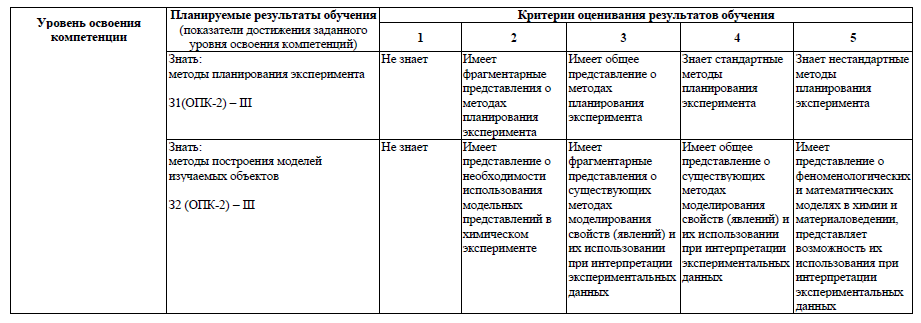 Уровень освоения
компетенции
Планируемые результаты обучения
(показатели достижения заданного
уровня освоения компетенций)
Критерии оценивания результатов обучения
1
2
3
4
5
Знать:
методы планирования эксперимента
З1(ОПК-2) – III
Не знает
Имеет
фрагментарные
представления о
методах
планирования
эксперимента
Имеет общее
представление о
методах
планирования
эксперимента
Знает стандартные
методы
планирования
эксперимента
Знает нестандартные
методы
планирования
эксперимента
Знать:
методы построения моделей
изучаемых объектов
З2 (ОПК-2) – III
Не знает
Имеет
представление о
необходимости
использования
модельных
представлений в
химическом
эксперименте
Имеет
фрагментарные
представления о
существующих
методах
моделирования
свойств (явлений) и
их использовании
при интерпретации
экспериментальных
данных
Имеет общее
представление о
существующих
методах
моделирования
свойств (явлений) и
их использовании
при интерпретации
экспериментальных
данных
Имеет
представление о
феноменологических
и математических
моделях в химии и
материаловедении,
представляет
возможность их
использования при
интерпретации
экспериментальных
данных